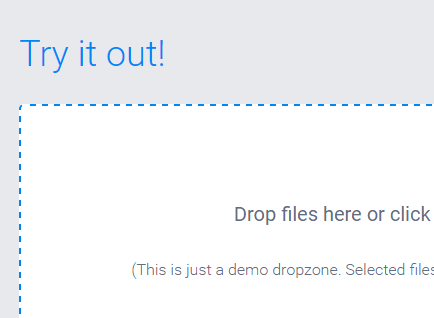 Try it out!
Drop files here or click
(This is just a demo dropzone. Selected files